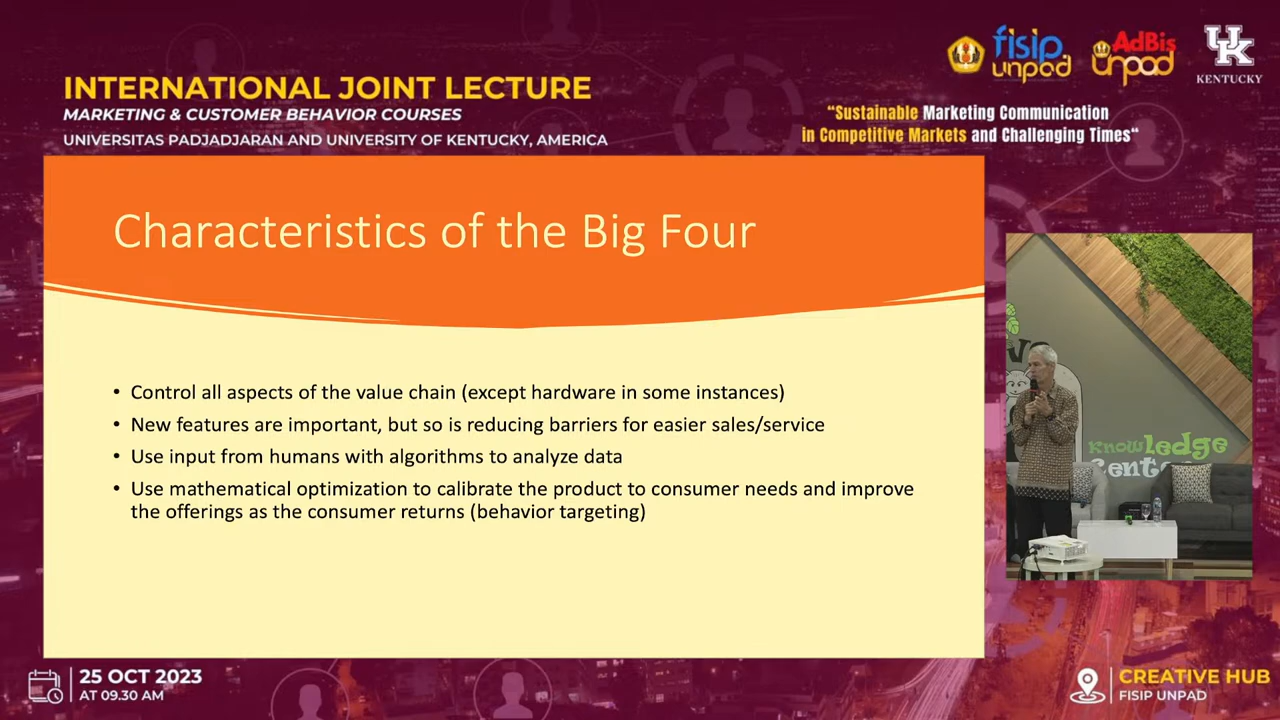 INTERNATIONAL JOINT LECTURE
MARKETING & CUSTOMER BEHAVIOR COURSES
UNIVERSITAS PADJADJARAN AND UNIVERSITY OF KENTUCKY, AMERICA
fisip
unpad
AdBis
unpad
UK
KENTUCKY
“Sustainable Marketing Communication
in Competitive Markets and Challenging Times“
Characteristics of the Big Four
• Control all aspects of the value chain (except hardware in some instances)
• New features are important, but so is reducing barriers for easier sales/service
• Use input from humans with algorithms to analyze data
• Use mathematical optimization to calibrate the product to consumer needs and improve
the offerings as the consumer returns (behavior targeting)
Knowledge
25 OCT 2023
AT 09.30 AM
CREATIVE HUB
FISIP UNPAD